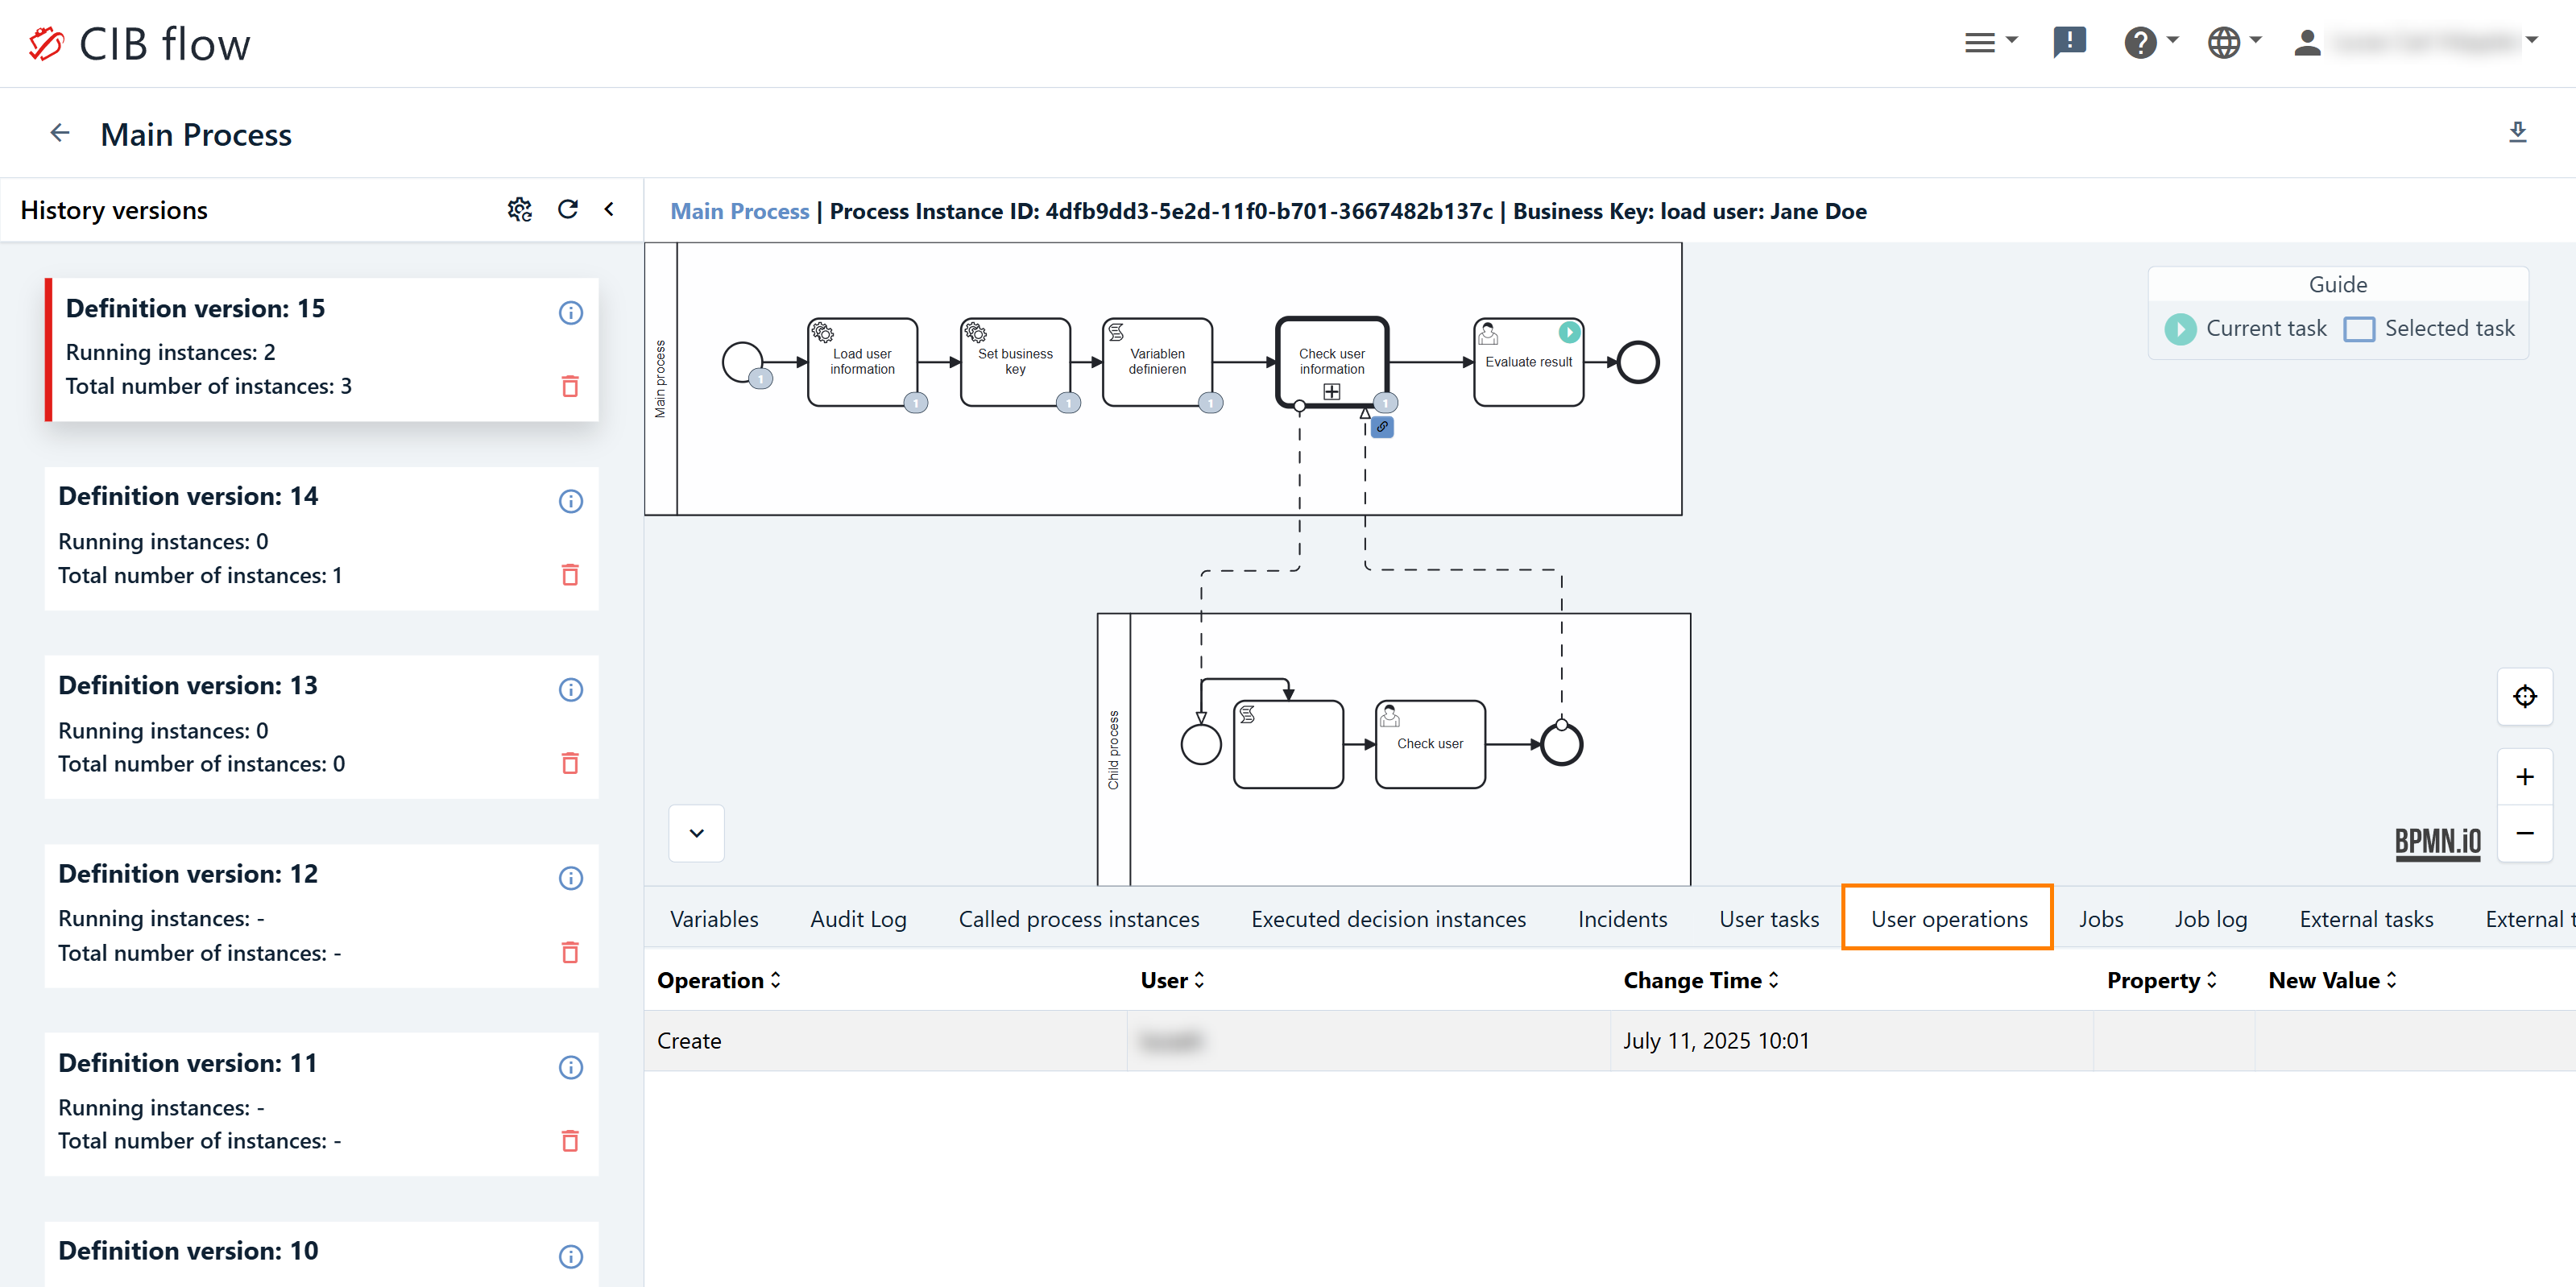 CIB flow
Main Process
History versions
Main Process | Process Instance ID: 4dfb9dd3-5e2d-11f0-b701-3667482b137c | Business Key: load user: Jane Doe
Definition version: 15
Running instances: 2
Total number of instances: 3
Definition version: 14
Running instances: 0
Total number of instances: 1
Definition version: 13
Running instances: 0
Total number of instances: 0
Definition version: 12
Running instances: -
Total number of instances: -
Definition version: 11
Running instances: -
Total number of instances: -
Definition version: 10
Main process
1
Load user
information
1
Set business
key
1
Variablen
definieren
1
Check user
information
1
Evaluate result
Guide
Current task
Selected task
Child process
Check user
BPMN.iO
Variables Audit Log Called process instances Executed decision instances Incidents User tasks User operations Jobs Job log External tasks External t
Operation User Change Time Property New Value
Create July 11, 2025 10:01